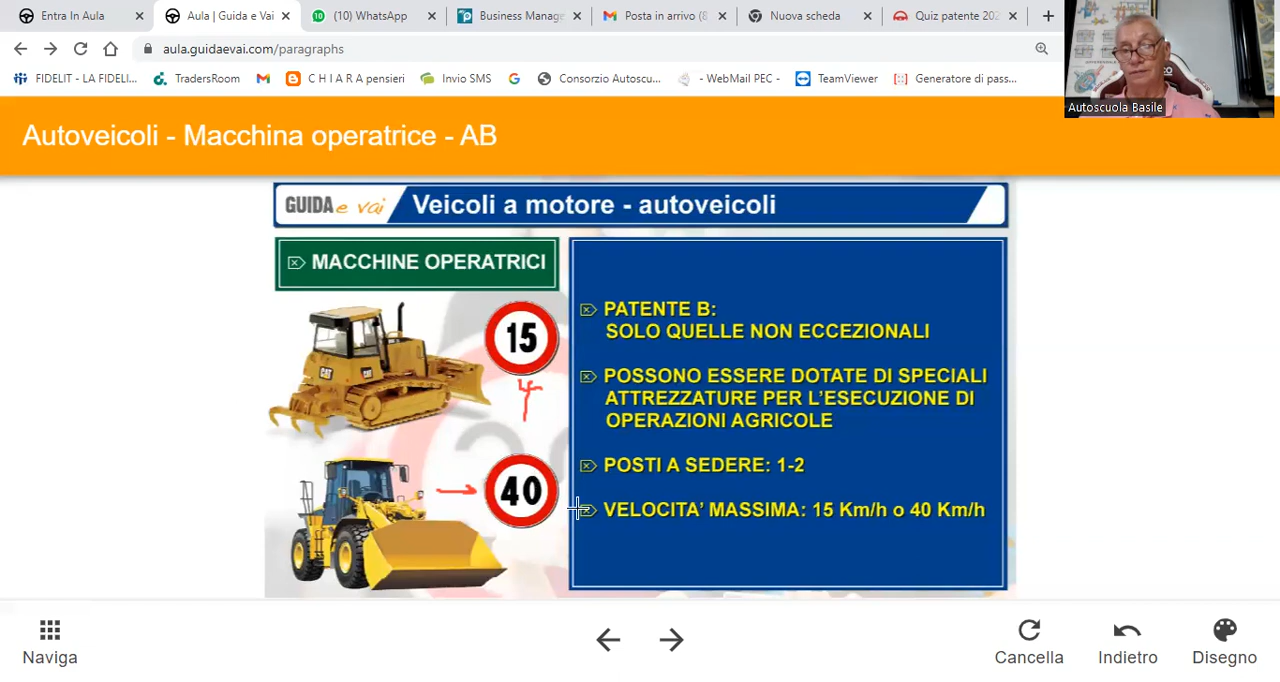 Entra In Aula
Aula | Guida e Vai
(10) WhatsApp
Business Manage
Posta in arrivo (8
Nuova scheda
Quiz patente 202
aula.guidaevai.com/paragraphs
FIDELIT - LA FIDELI...
TradersRoom
C H I A R A pensieri
Invio SMS
Consorzio Autoscu...
- WebMail PEC -
TeamViewer
Generatore di pass...
Autoscuola Basile
Autoveicoli - Macchina operatrice - AB
GUIDA e vai
Veicoli a motore - autoveicoli
MACCHINE OPERATRICI
15
CAT
40
PATENTE B:
SOLO QUELLE NON ECCEZIONALI
POSSONO ESSERE DOTATE DI SPECIALI
ATTREZZATURE PER L'ESECUZIONE DI
OPERAZIONI AGRICOLE
POSTI A SEDERE: 1-2
VELOCITA' MASSIMA: 15 Km/h o 40 Km/h
Naviga
Cancella
Indietro
Disegno